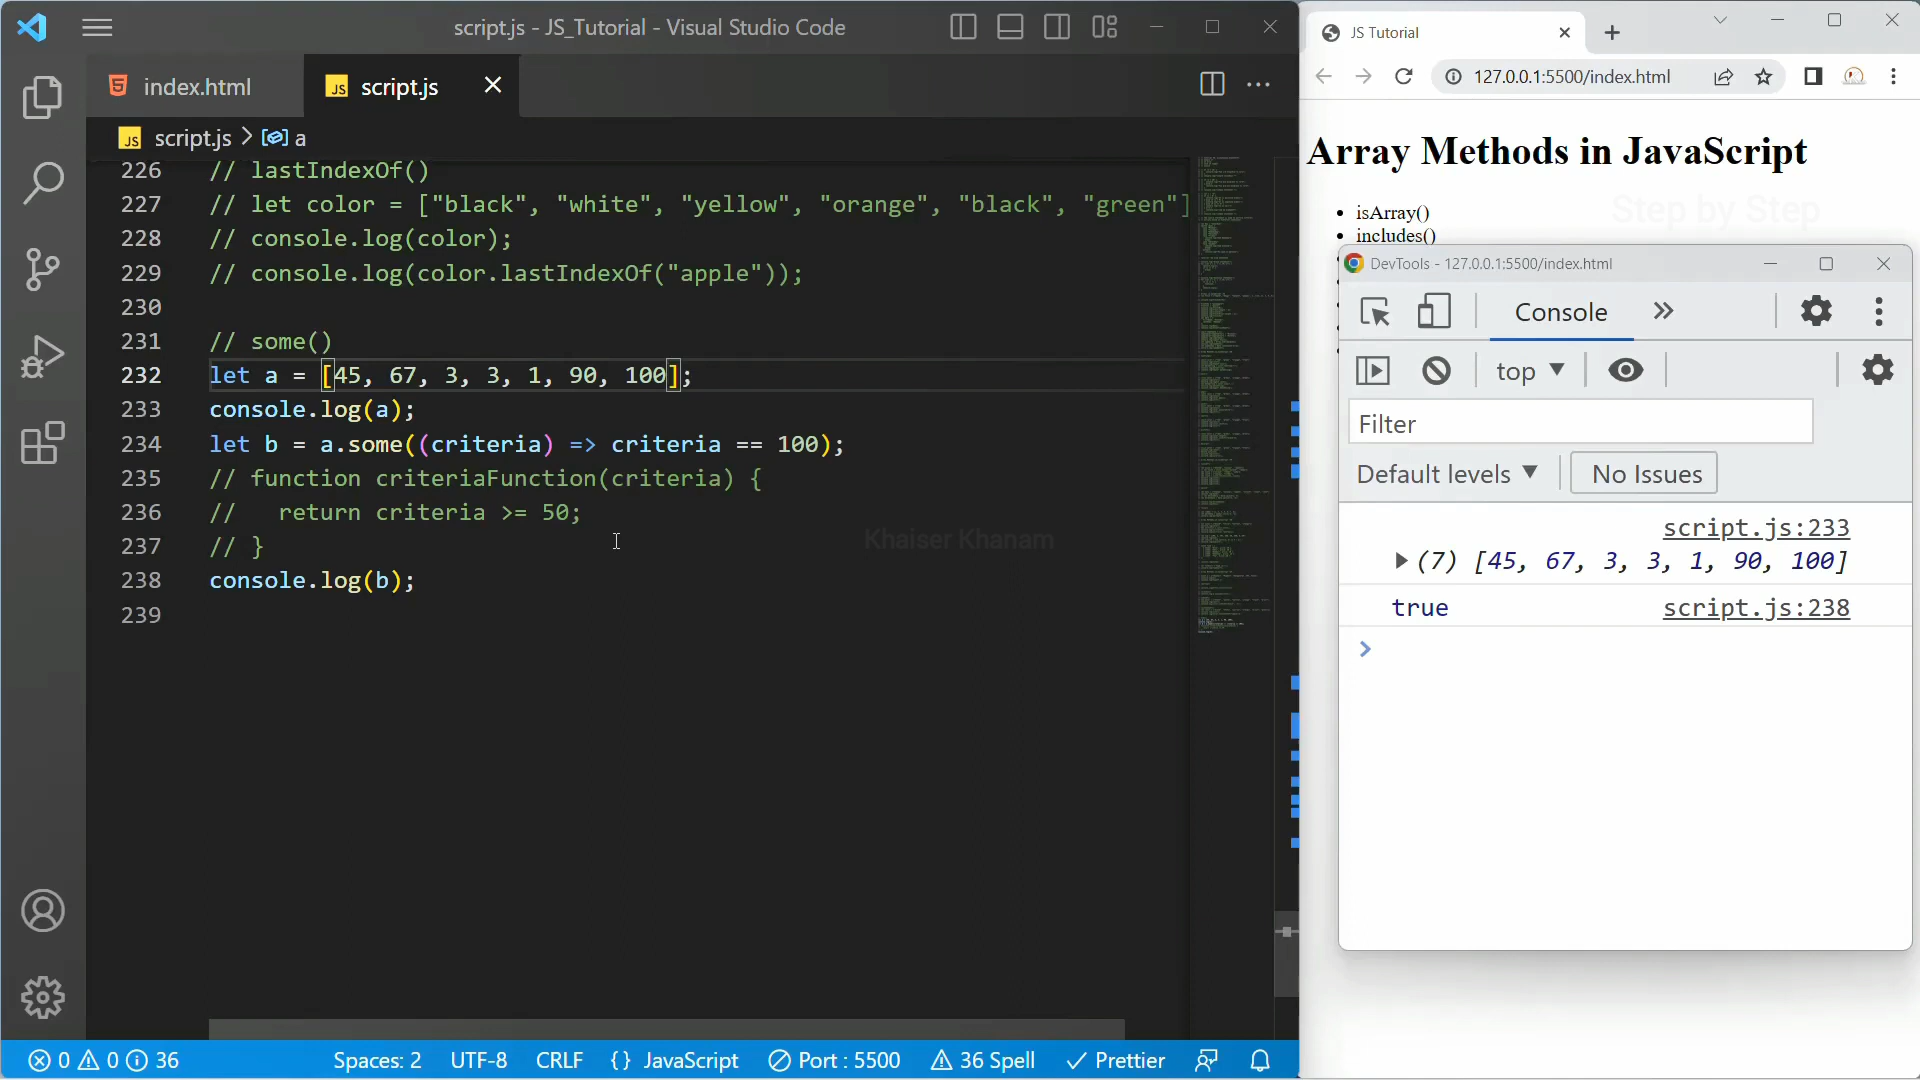 script.js - JS_Tutorial - Visual Studio Code
index.html
JS script.js
JS script.js > a
226 // lastIndexOf()
227 // let color = ["black", "white", "yellow", "orange", "black", "green"]
228 // console.log(color);
229 // console.log(color.lastIndexOf("apple"));
230
231 // some()
232 let a = [45, 67, 3, 3, 1, 90, 100];
233 console.log(a);
234 let b = a.some((criteria) => criteria == 100);
235 // function criteriaFunction(criteria) {
236 //   return criteria >= 50;
237 // }
238 console.log(b);
239
Khaiser Khanam
0 0 36 Spaces: 2 UTF-8 CRLF {} JavaScript Port : 5500 36 Spell Prettier
JS Tutorial
127.0.0.1:5500/index.html
Array Methods in JavaScript
Step by Step
• isArray()
• includes()
DevTools - 127.0.0.1:5500/index.html
Console »
top
Filter
Default levels No Issues
script.js:233
(7) [45, 67, 3, 3, 1, 90, 100]
true script.js:238